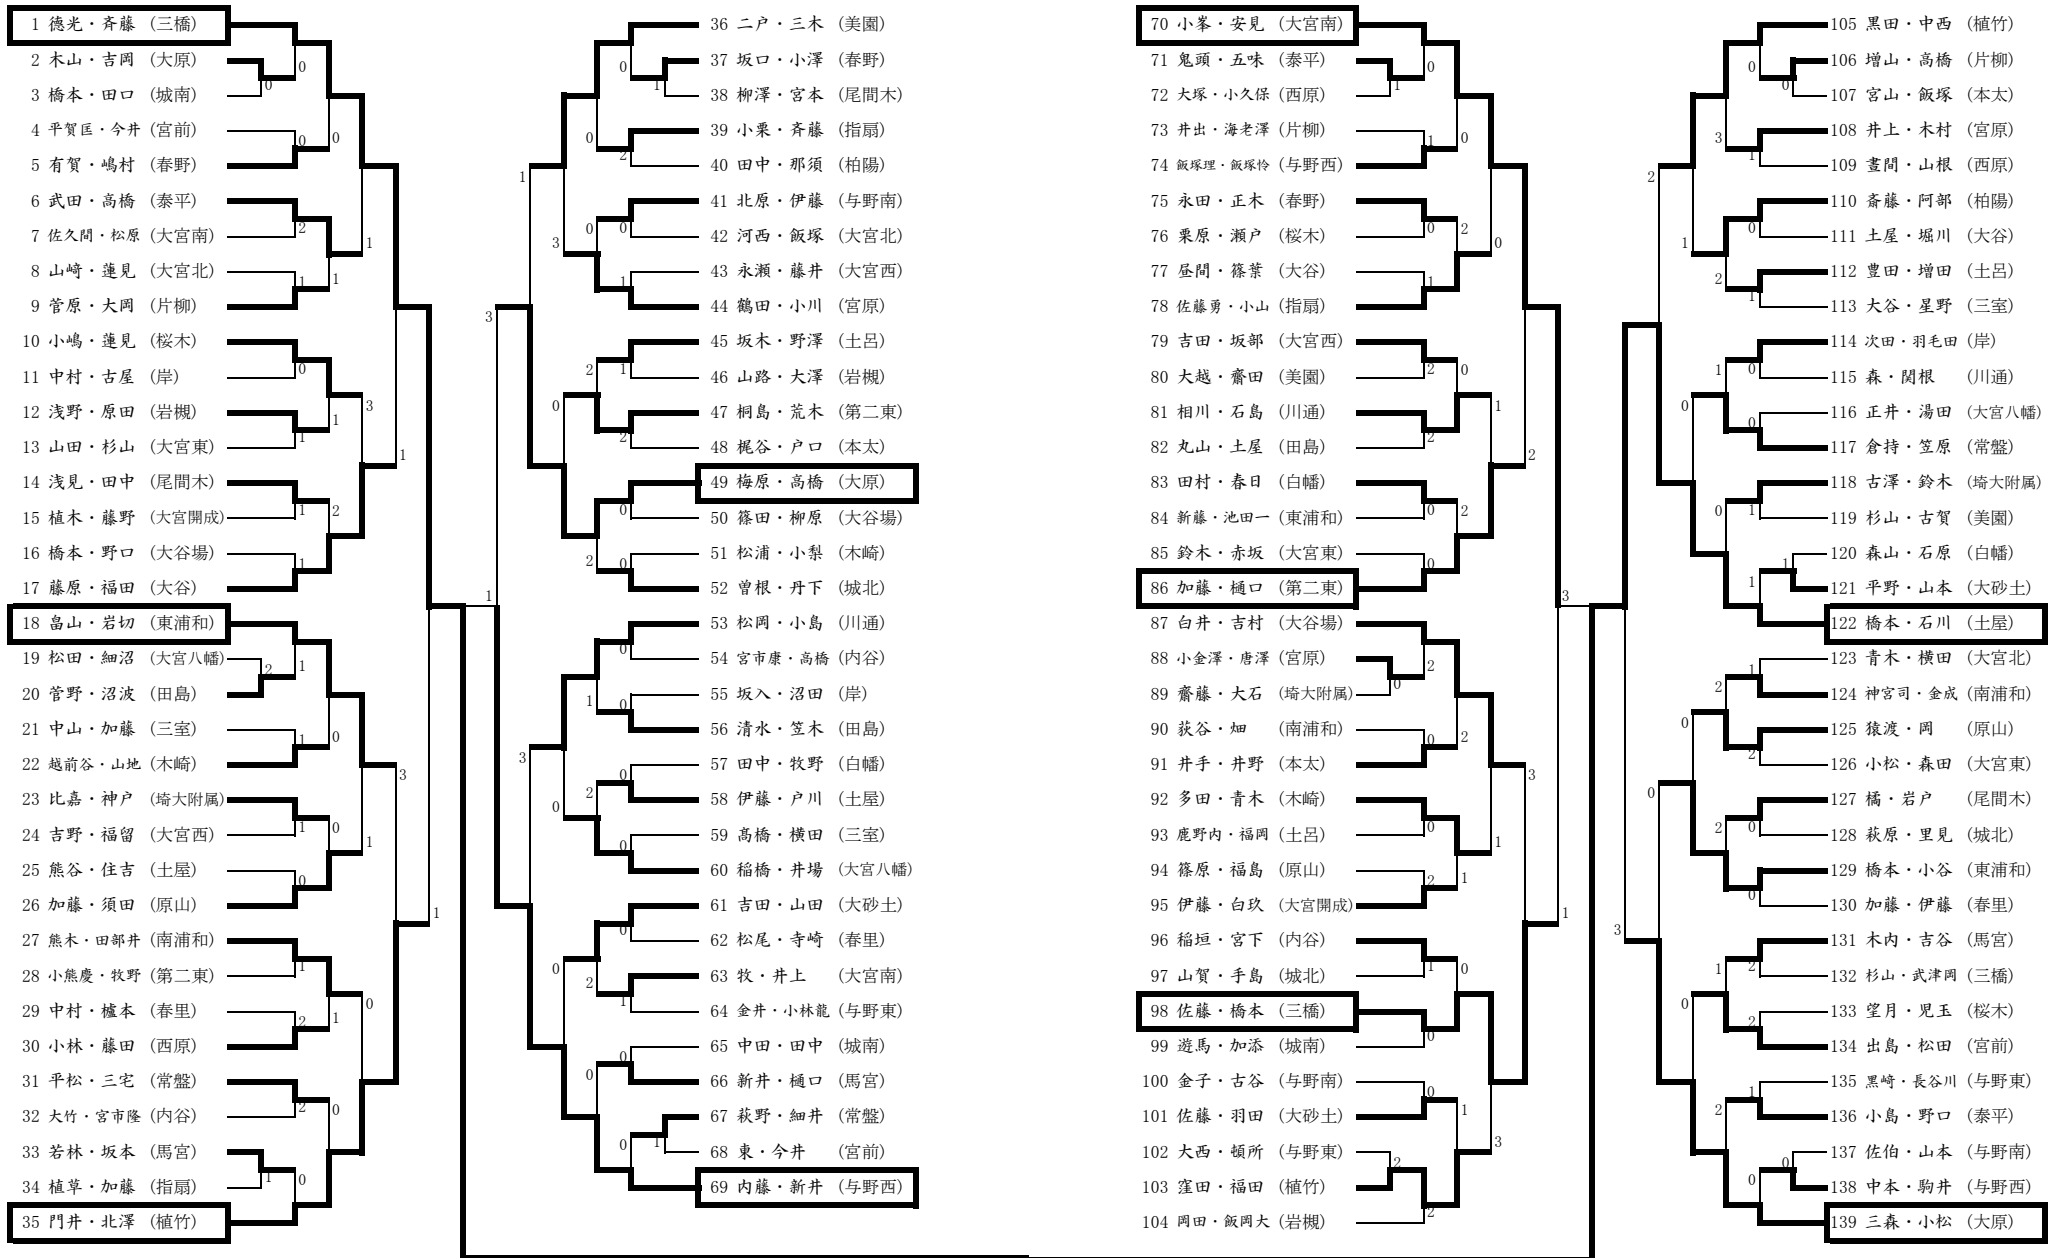 1 徳光・斉藤 (三橋)
2 木山・吉岡 (大原)
3 橋本・田口 (城南)
4 平賀匡・今井 (宮前)
5 有賀・嶋村 (春野)
6 武田・高橋 (泰平)
7 佐久間・松原 (大宮南)
8 山﨑・蓮見 (大宮北)
9 菅原・大岡 (片柳)
10 小嶋・蓮見 (桜木)
11 中村・古屋 (岸)
12 浅野・原田 (岩槻)
13 山田・杉山 (大宮東)
14 浅見・田中 (尾間木)
15 植木・藤野 (大宮開成)
16 橋本・野口 (大谷場)
17 藤原・福田 (大谷)
18 畠山・岩切 (東浦和)
19 松田・細沼 (大宮八幡)
20 菅野・沼波 (田島)
21 中山・加藤 (三室)
22 越前谷・山地 (木崎)
23 比嘉・神戸 (埼大附属)
24 吉野・福留 (大宮西)
25 熊谷・住吉 (土屋)
26 加藤・須田 (原山)
27 熊木・田部井 (南浦和)
28 小熊慶・牧野 (第二東)
29 中村・櫨本 (春里)
30 小林・藤田 (西原)
31 平松・三宅 (常盤)
32 大竹・宮市隆 (内谷)
33 若林・坂本 (馬宮)
34 植草・加藤 (指扇)
35 門井・北澤 (植竹)
36 二戸・三木 (美園)
37 坂口・小澤 (春野)
38 柳澤・宮本 (尾間木)
39 小栗・斉藤 (指扇)
40 田中・那須 (柏陽)
41 北原・伊藤 (与野南)
42 河西・飯塚 (大宮北)
43 永瀬・藤井 (大宮西)
44 鶴田・小川 (宮原)
45 坂木・野澤 (土呂)
46 山路・大澤 (岩槻)
47 桐島・荒木 (第二東)
48 梶谷・戸口 (本太)
49 梅原・高橋 (大原)
50 篠田・柳原 (大谷場)
51 松浦・小梨 (木崎)
52 曽根・丹下 (城北)
53 松岡・小島 (川通)
54 宮市康・高橋 (内谷)
55 坂入・沼田 (岸)
56 清水・笠木 (田島)
57 田中・牧野 (白幡)
58 伊藤・戸川 (土屋)
59 髙橋・横田 (三室)
60 稲橋・井場 (大宮八幡)
61 吉田・山田 (大砂土)
62 松尾・寺崎 (春里)
63 牧・井上 (大宮南)
64 金井・小林龍 (与野東)
65 中田・田中 (城南)
66 新井・樋口 (馬宮)
67 萩野・細井 (常盤)
68 東・今井 (宮前)
69 内藤・新井 (与野西)
70 小峯・安見 (大宮南)
71 鬼頭・五味 (泰平)
72 大塚・小久保 (西原)
73 井出・海老澤 (片柳)
74 飯塚理・飯塚怜 (与野西)
75 永田・正木 (春野)
76 栗原・瀬戸 (桜木)
77 昼間・篠葉 (大谷)
78 佐藤勇・小山 (指扇)
79 吉田・坂部 (大宮西)
80 大越・齋田 (美園)
81 相川・石島 (川通)
82 丸山・土屋 (田島)
83 田村・春日 (白幡)
84 新藤・池田一 (東浦和)
85 鈴木・赤坂 (大宮東)
86 加藤・樋口 (第二東)
87 白井・吉村 (大谷場)
88 小金澤・唐澤 (宮原)
89 齋藤・大石 (埼大附属)
90 荻谷・畑 (南浦和)
91 井手・井野 (本太)
92 多田・青木 (木崎)
93 鹿野内・福岡 (土呂)
94 篠原・福島 (原山)
95 伊藤・白玖 (大宮開成)
96 稲垣・宮下 (内谷)
97 山賀・手島 (城北)
98 佐藤・橋本 (三橋)
99 遊馬・加添 (城南)
100 金子・古谷 (与野南)
101 佐藤・羽田 (大砂土)
102 大西・頓所 (与野東)
103 窪田・福田 (植竹)
104 岡田・飯岡大 (岩槻)
105 黒田・中西 (植竹)
106 増山・高橋 (片柳)
107 宮山・飯塚 (本太)
108 井上・木村 (宮原)
109 晝間・山根 (西原)
110 斎藤・阿部 (柏陽)
111 土屋・堀川 (大谷)
112 豊田・増田 (土呂)
113 大谷・星野 (三室)
114 次田・羽毛田 (岸)
115 森・関根 (川通)
116 正井・湯田 (大宮八幡)
117 倉持・笠原 (常盤)
118 古澤・鈴木 (埼大附属)
119 杉山・古賀 (美園)
120 森山・石原 (白幡)
121 平野・山本 (大砂土)
122 橋本・石川 (土屋)
123 青木・横田 (大宮北)
124 神宮司・金成 (南浦和)
125 猿渡・岡 (原山)
126 小松・森田 (大宮東)
127 橘・岩戸 (尾間木)
128 萩原・里見 (城北)
129 橋本・小谷 (東浦和)
130 加藤・伊藤 (春里)
131 木内・吉谷 (馬宮)
132 杉山・武津岡 (三橋)
133 望月・児玉 (桜木)
134 出島・松田 (宮前)
135 黒崎・長谷川 (与野東)
136 小島・野口 (泰平)
137 佐伯・山本 (与野南)
138 中本・駒井 (与野西)
139 三森・小松 (大原)